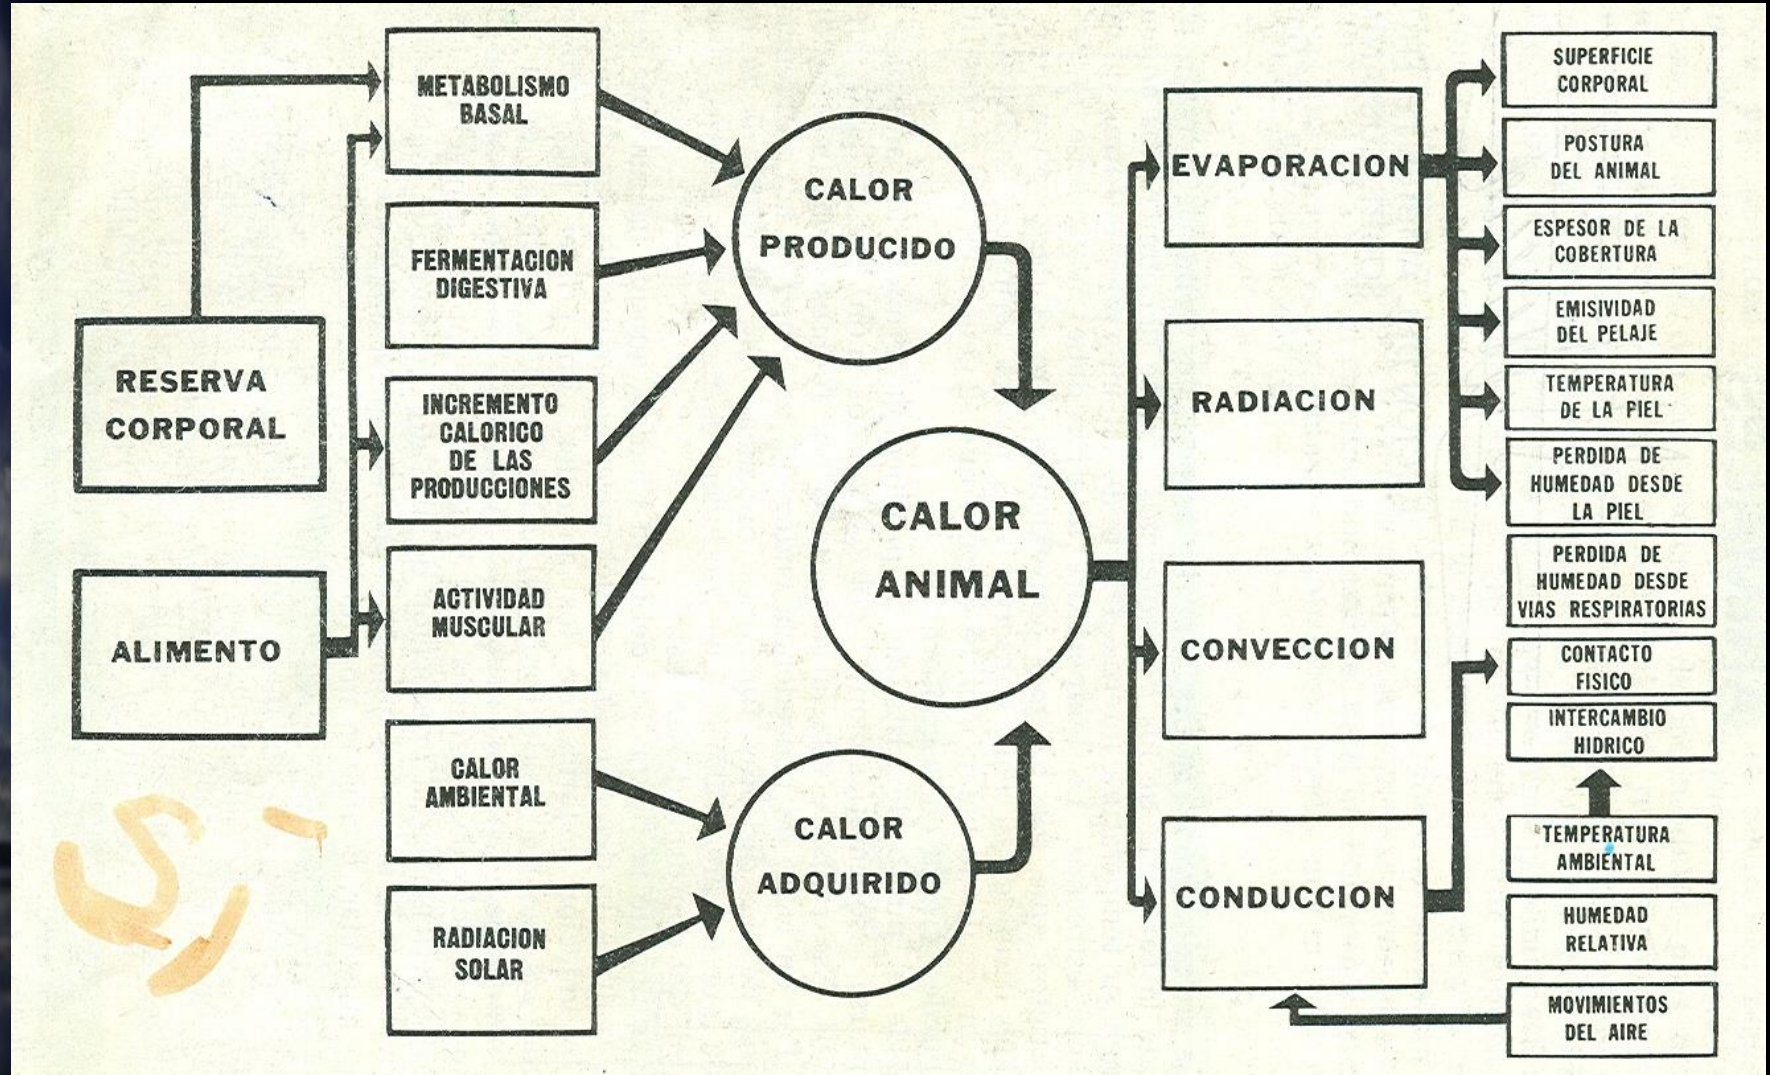 METABOLISMO
BASAL
FERMENTACION
DIGESTIVA
RESERVA
CORPORAL
INCREMENTO
CALORICO
DE LAS
PRODUCCIONES
ACTIVIDAD
MUSCULAR
ALIMENTO
CALOR
AMBIENTAL
RADIACION
SOLAR
CALOR
PRODUCIDO
CALOR
ANIMAL
CALOR
ADQUIRIDO
EVAPORACION
RADIACION
CONVECCION
CONDUCCION
SUPERFICIE
CORPORAL
POSTURA
DEL ANIMAL
ESPESOR DE LA
COBERTURA
EMISIVIDAD
DEL PELAJE
TEMPERATURA
DE LA PIEL
PERDIDA DE
HUMEDAD DESDE
LA PIEL
PERDIDA DE
HUMEDAD DESDE
VIAS RESPIRATORIAS
CONTACTO
FISICO
INTERCAMBIO
HIDRICO
TEMPERATURA
AMBIENTAL
HUMEDAD
RELATIVA
MOVIMIENTOS
DEL AIRE